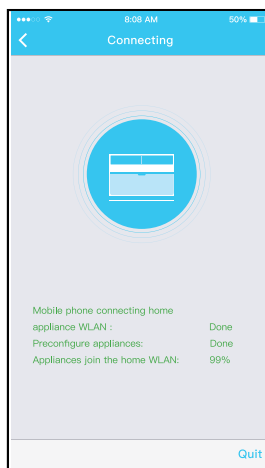 8:08 AM 50%
Connecting
Mobile phone connecting home
appliance WLAN : Done
Preconfigure appliances: Done
Appliances join the home WLAN: 99%
Quit